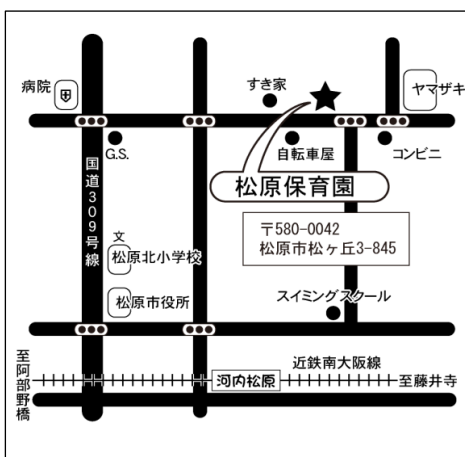 病院
すき家
ヤマザキ
G.S.
自転車屋
コンビニ
松原保育園
国道309号線
〒580-0042
松原市松ヶ丘3-845
文
松原北小学校
松原市役所
スイミングスクール
近鉄南大阪線
至阿部野橋
河内松原
至藤井寺